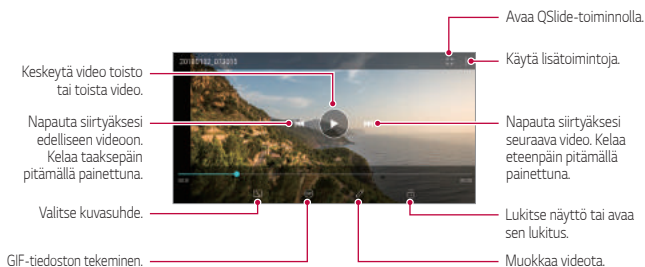 Avaa QSlide-toiminnolla.
Käytä lisätoimintoja.
Keskeytä video toisto
tai toista video.
Napauta siirtyäksesi
edelliseen videoon.
Kelaa taaksepäin
pitämällä painettuna.
Napauta siirtyäksesi
seuraava video. Kelaa
eteenpäin pitämällä
painettuna.
Valitse kuvasuhde.
Lukitse näyttö tai avaa
sen lukitus.
GIF-tiedoston tekeminen.
Muokkaa videota.